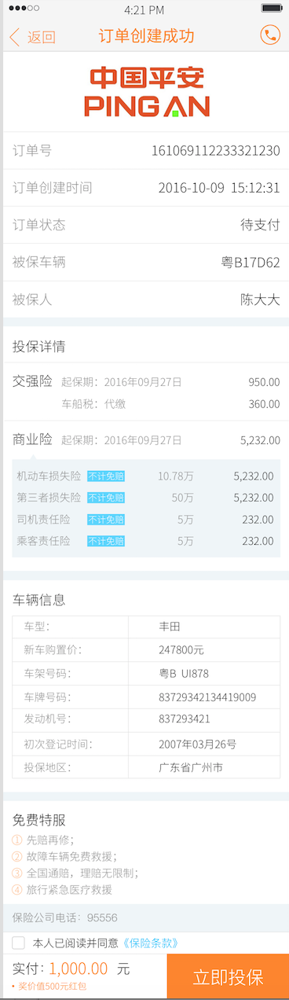 4:21 PM
返回 订单创建成功
中国平安
PING AN
订单号 161069112233321230
订单创建时间 2016-10-09 15:12:31
订单状态 待支付
被保车辆 粤B17D62
被保人 陈大大
投保详情
交强险 起保期：2016年09月27日 950.00
车船税：代缴 360.00
商业险 起保期：2016年09月27日 5,232.00
机动车损失险 不计免赔 10.78万 5,232.00
第三者损失险 不计免赔 50万 5,232.00
司机责任险 不计免赔 5万 232.00
乘客责任险 不计免赔 5万 232.00
车辆信息
车型： 丰田
新车购置价： 247800元
车架号码： 粤B UI878
车牌号码： 83729342134419009
发动机号： 837293421
初次登记时间： 2007年03月26号
投保地区： 广东省广州市
免费特服
① 先赔再修；
② 故障车辆免费救援；
③ 全国通赔，理赔无限制；
④ 旅行紧急医疗救援
保险公司电话：95556
本人已阅读并同意《保险条款》
实付：1,000.00 元
• 奖价值500元红包
立即投保